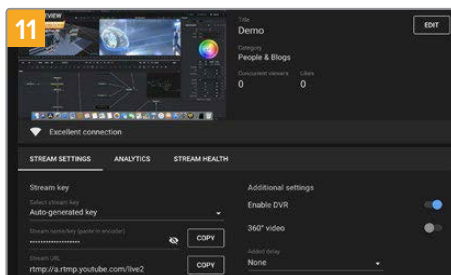 11
EVIEW
Title
Demo
EDIT
Category
People & Blogs
Concurrent viewers Likes
0 0
Excellent connection
STREAM SETTINGS ANALYTICS STREAM HEALTH
Stream key
Additional settings
Select stream key
Auto-generated key
Enable DVR
360° video
Stream name/key (paste in encoder)
COPY
Added delay
None
Stream URL
rtmp://a.rtmp.youtube.com/live2
COPY